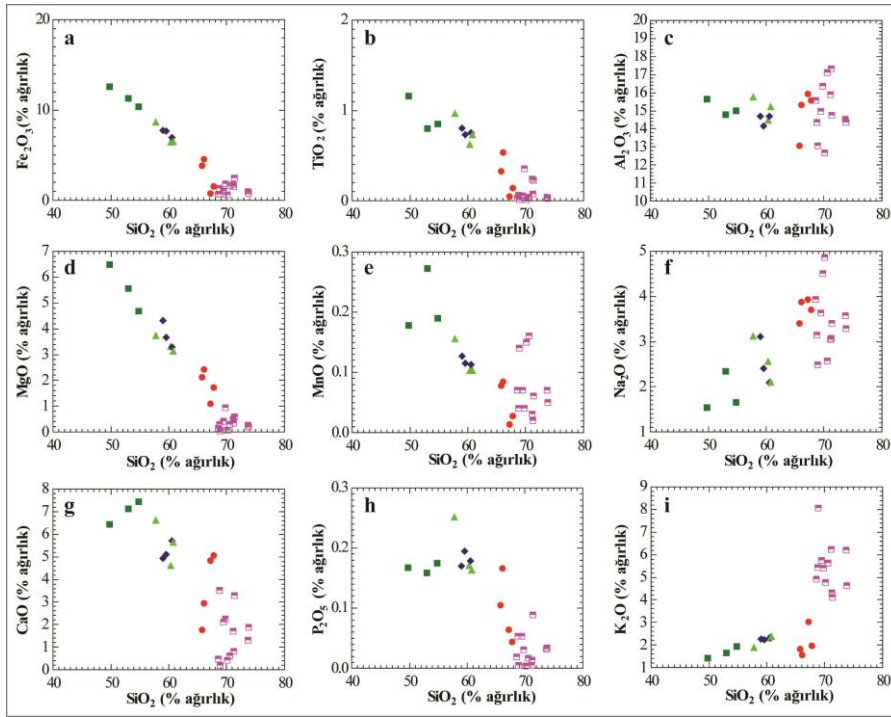 a
b
c
Fe2O3 (% ağırlık)
TiO2 (% ağırlık)
Al2O3 (% ağırlık)
20
10
0
2
1
0
20
19
18
17
16
15
14
13
12
11
10
40 50 60 70 80
40 50 60 70 80
40 50 60 70 80
SiO2 (% ağırlık)
SiO2 (% ağırlık)
SiO2 (% ağırlık)
d
e
f
MgO (% ağırlık)
MnO (% ağırlık)
Na2O (% ağırlık)
7
6
5
4
3
2
1
0
0.3
0.2
0.1
0.0
5
4
3
2
1
40 50 60 70 80
40 50 60 70 80
40 50 60 70 80
SiO2 (% ağırlık)
SiO2 (% ağırlık)
SiO2 (% ağırlık)
g
h
i
CaO (% ağırlık)
P2O5 (% ağırlık)
K2O (% ağırlık)
8
7
6
5
4
3
2
1
0
0.3
0.2
0.1
0.0
9
8
7
6
5
4
3
2
1
40 50 60 70 80
40 50 60 70 80
40 50 60 70 80
SiO2 (% ağırlık)
SiO2 (% ağırlık)
SiO2 (% ağırlık)